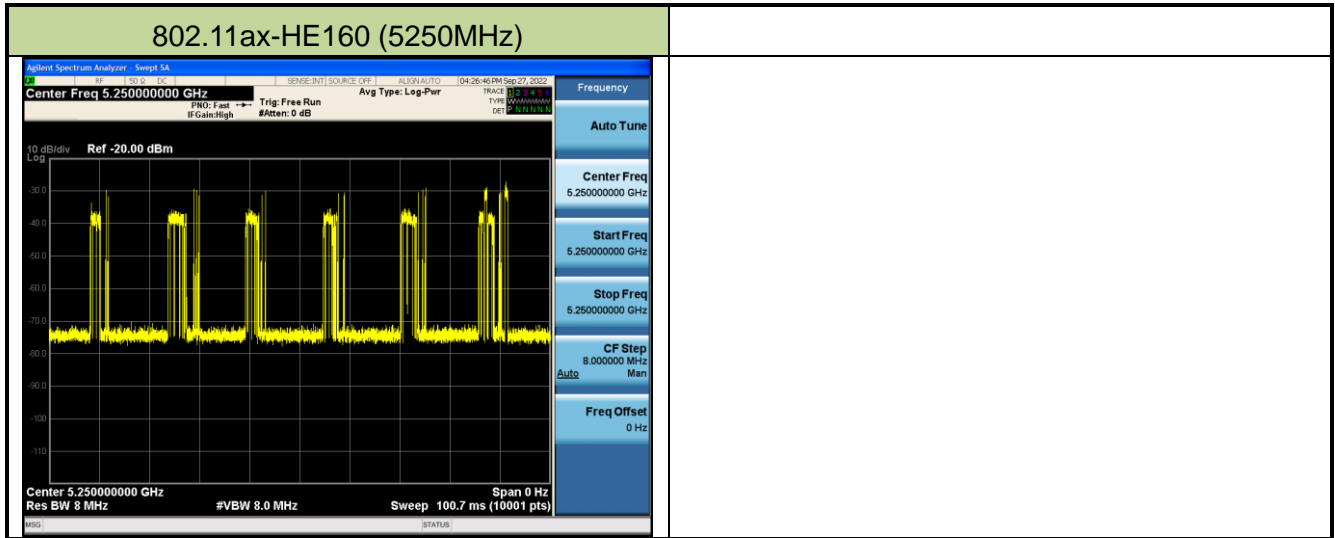 802.11ax-HE160 (5250MHz)
Agilent Spectrum Analyzer - Swept SA
RF 50 Ω DC SENSE:INT SOURCE OFF ALIGN AUTO 04:26:46 PM Sep 27, 2022
Center Freq 5.250000000 GHz
Avg Type: Log-Pwr
TRACE 1 2 3 4 5 6
PNO: Fast Trig: Free Run
TYPE
IFGain:High #Atten: 0 dB
DET P N N N N N
Frequency
Auto Tune
10 dB/div Ref -20.00 dBm
Log
-30.0
-40.0
-50.0
-60.0
-70.0
-80.0
-90.0
-100
-110
Center Freq
5.250000000 GHz
Start Freq
5.250000000 GHz
Stop Freq
5.250000000 GHz
CF Step
8.000000 MHz
Auto Man
Freq Offset
0 Hz
Center 5.250000000 GHz Span 0 Hz
Res BW 8 MHz #VBW 8.0 MHz Sweep 100.7 ms (10001 pts)
MSG STATUS